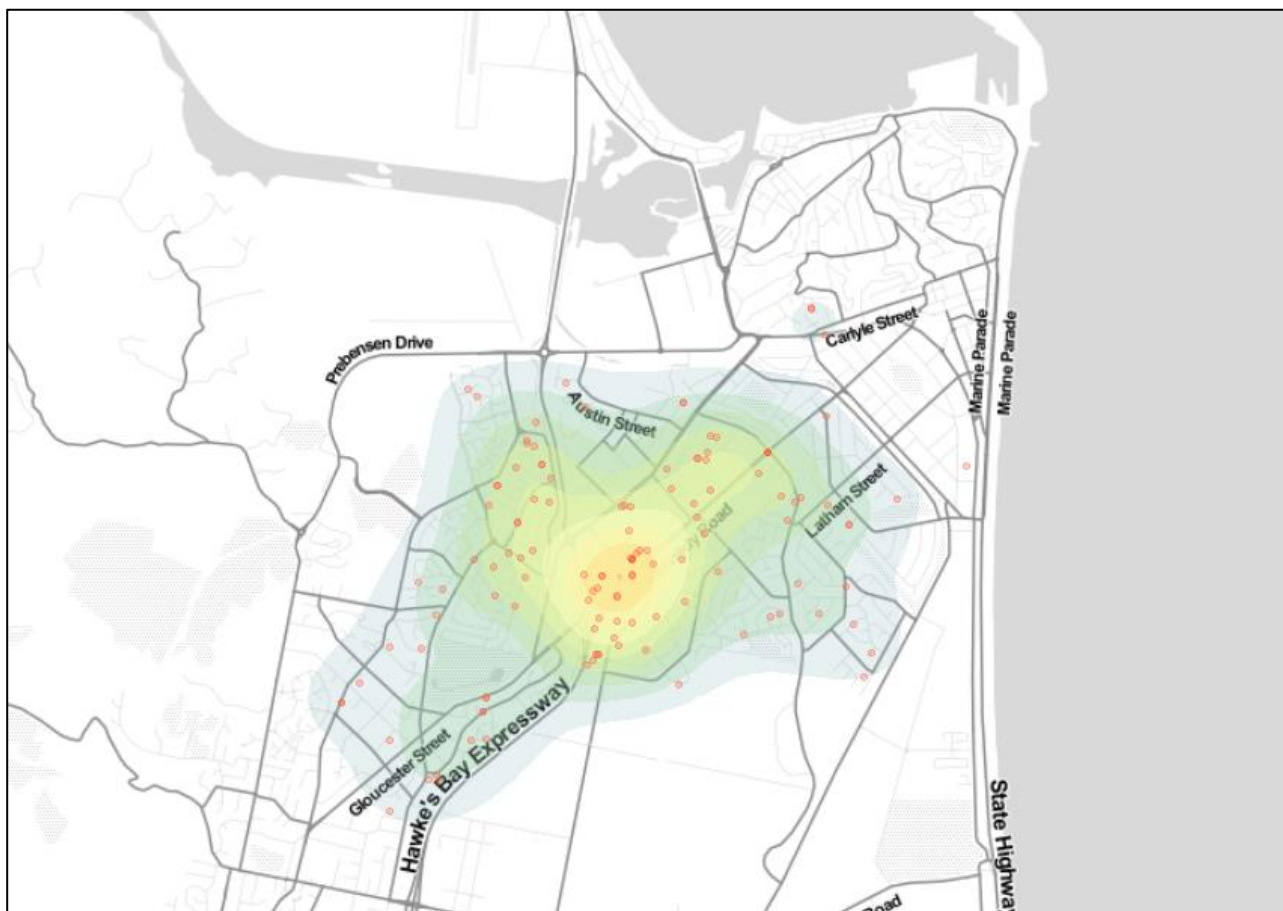 Prebensen Drive
Carlyle Street
Marine Parade
Marine Parade
Austin Street
Latham Street
Road
Gloucester Street
Hawke's Bay Expressway
State Highway
Road